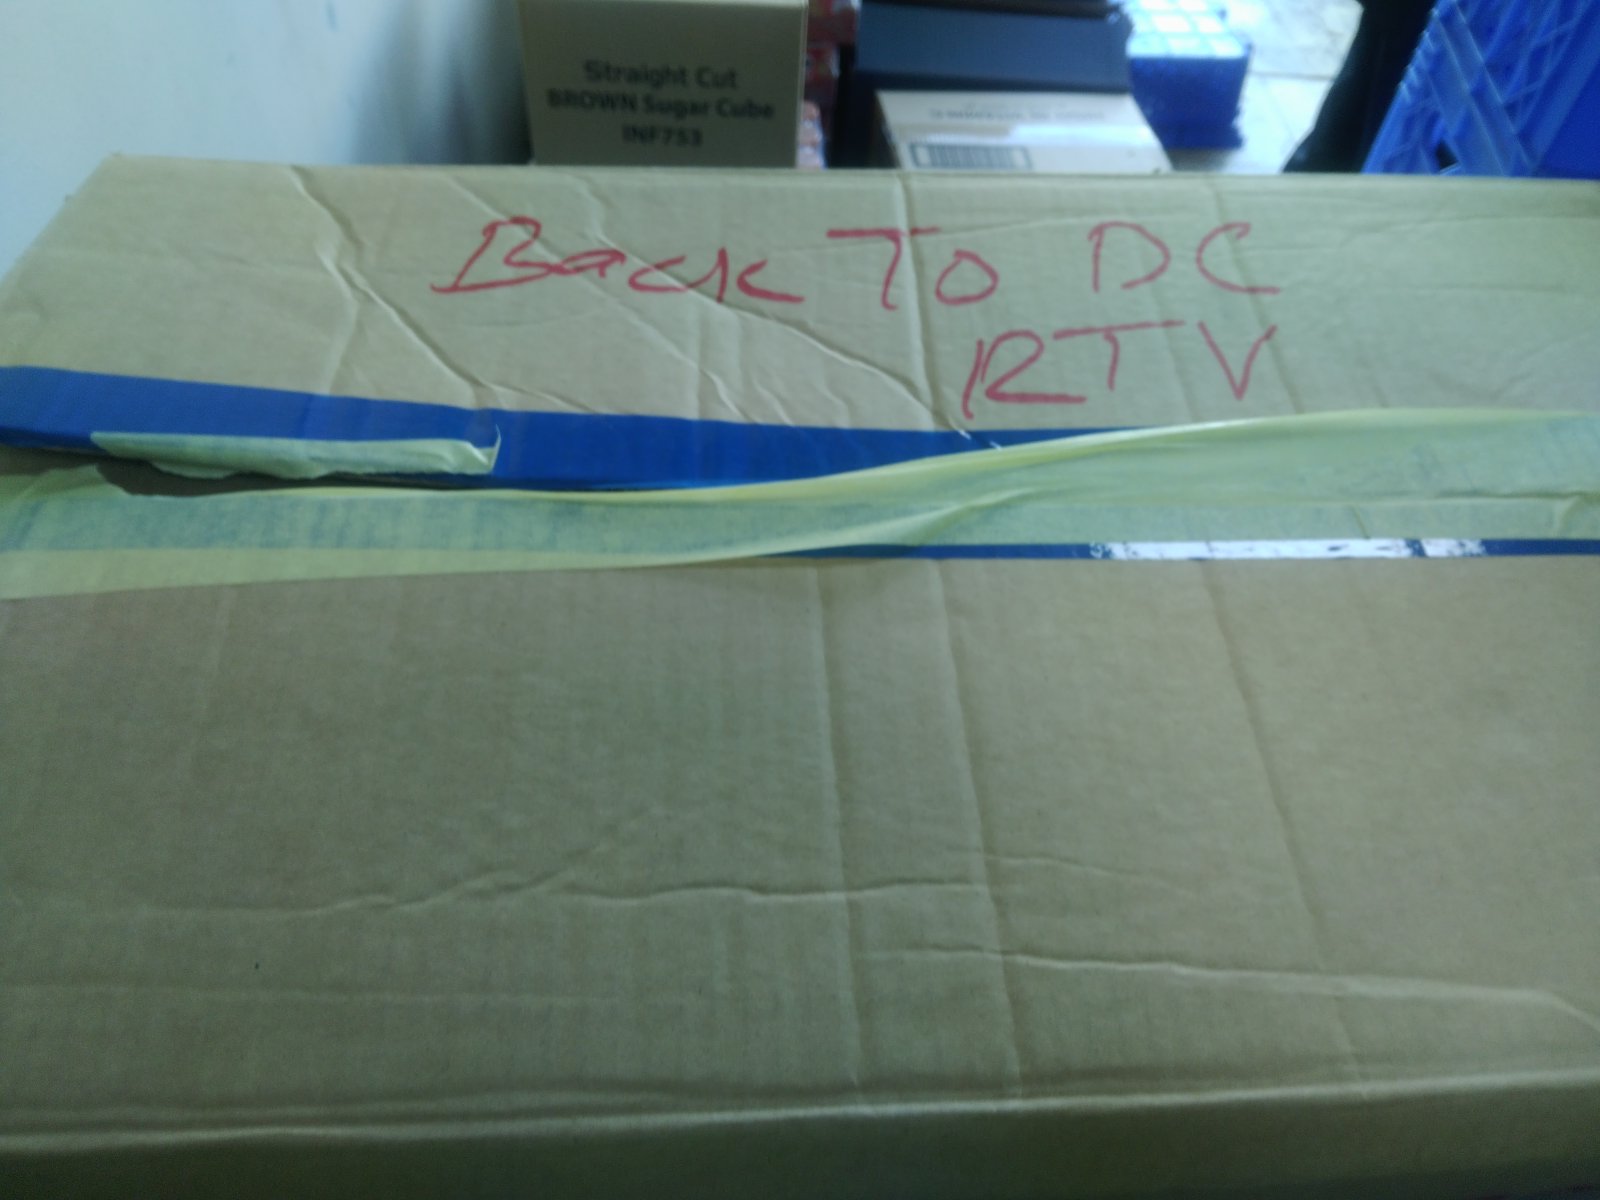 Straight Cut
BROWN Sugar Cube
INF753
Back To DC
RTV